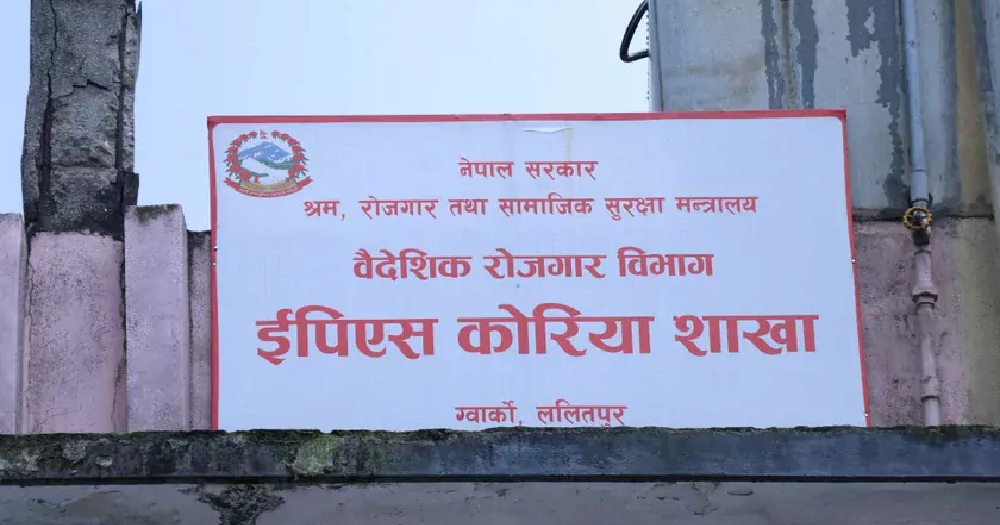 नेपाल सरकार
श्रम, रोजगार तथा सामाजिक सुरक्षा मन्त्रालय
वैदेशिक रोजगार विभाग
ईपिएस कोरिया शाखा
ग्वार्को, ललितपुर